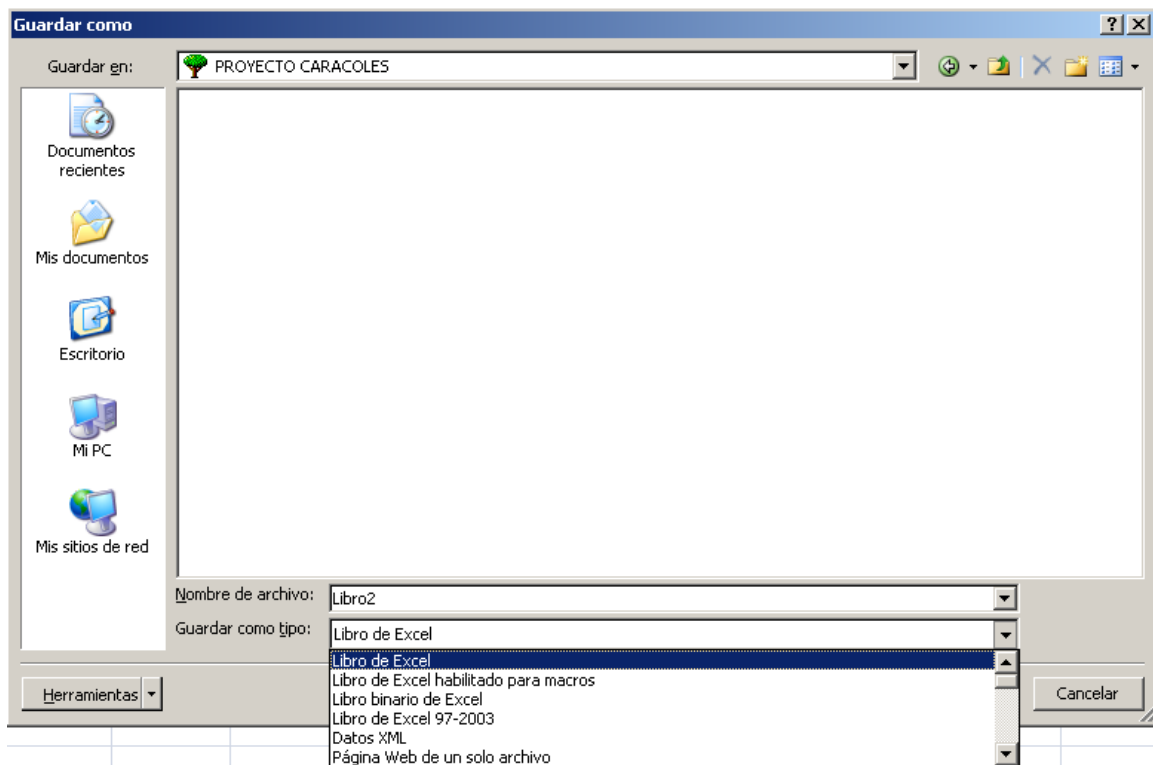 Guardar como
Guardar en:
PROYECTO CARACOLES
Documentos
recientes
Mis documentos
Escritorio
Mi PC
Mis sitios de red
Nombre de archivo:
Libro2
Guardar como tipo:
Libro de Excel
Libro de Excel
Libro de Excel habilitado para macros
Libro binario de Excel
Libro de Excel 97-2003
Datos XML
Página Web de un solo archivo
Herramientas
Cancelar